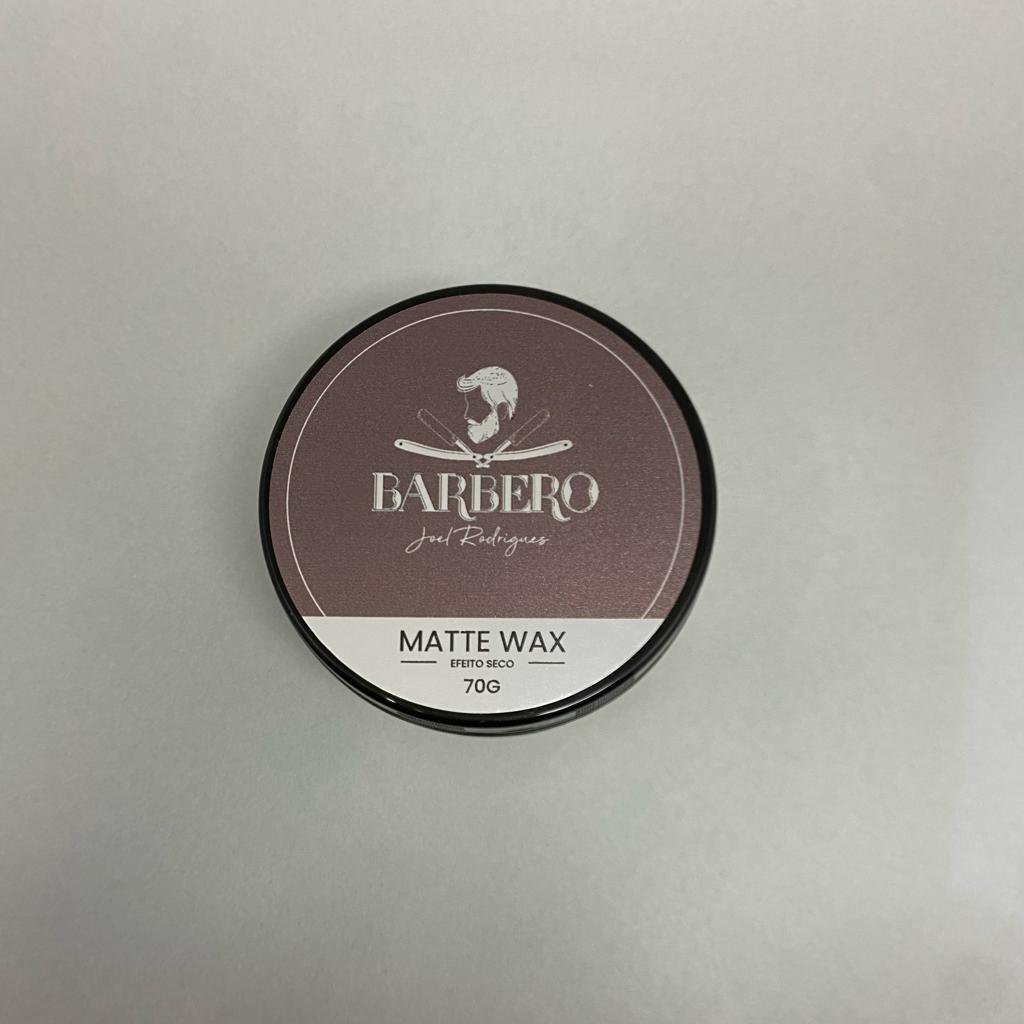 BARBERO
Joel Rodrigues
MATTE WAX
EFEITO SECO
70G